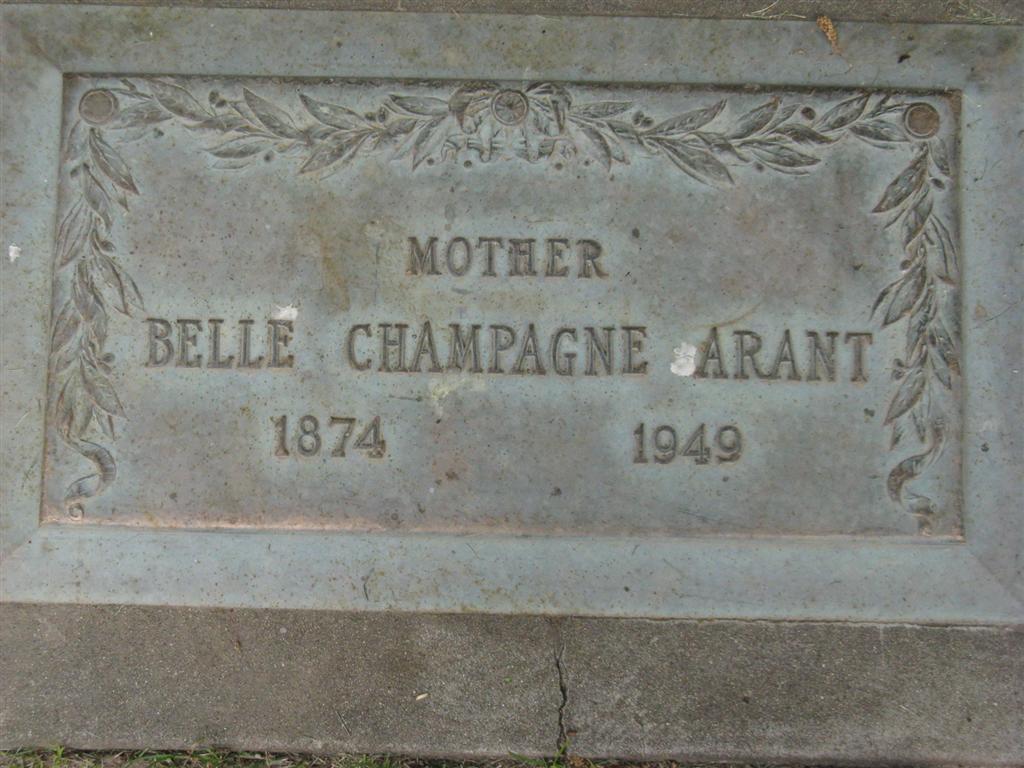 MOTHER
BELLE CHAMPAGNE ARANT
1874 1949